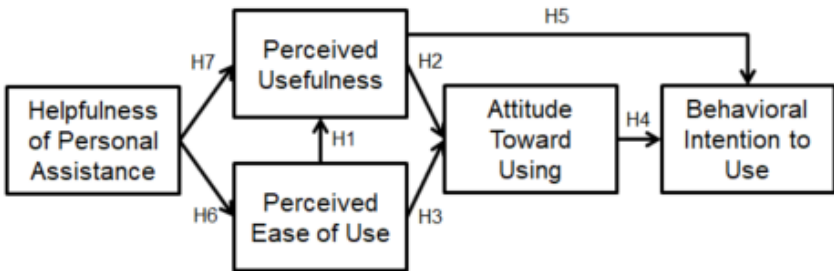 H5
Perceived
Usefulness
H7
H2
Helpfulness
of Personal
Assistance
Attitude
Toward
Using
H4
Behavioral
Intention to
Use
H1
Perceived
Ease of Use
H6
H3